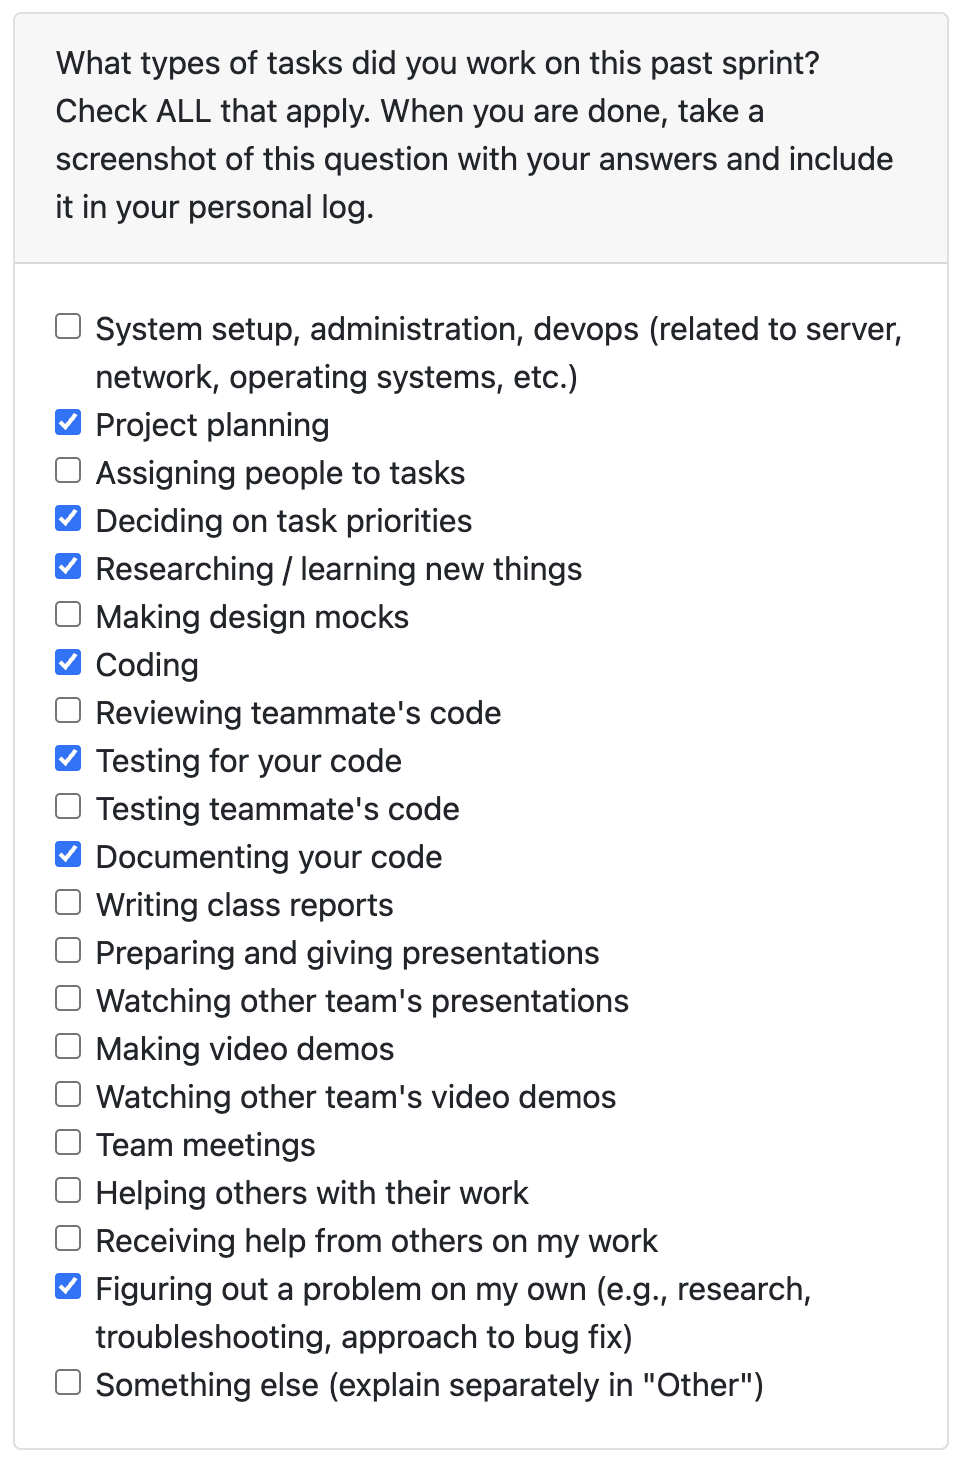 What types of tasks did you work on this past sprint?
Check ALL that apply. When you are done, take a
screenshot of this question with your answers and include
it in your personal log.
System setup, administration, devops (related to server,
network, operating systems, etc.)
Project planning
Assigning people to tasks
Deciding on task priorities
Researching / learning new things
Making design mocks
Coding
Reviewing teammate's code
Testing for your code
Testing teammate's code
Documenting your code
Writing class reports
Preparing and giving presentations
Watching other team's presentations
Making video demos
Watching other team's video demos
Team meetings
Helping others with their work
Receiving help from others on my work
Figuring out a problem on my own (e.g., research,
troubleshooting, approach to bug fix)
Something else (explain separately in "Other")